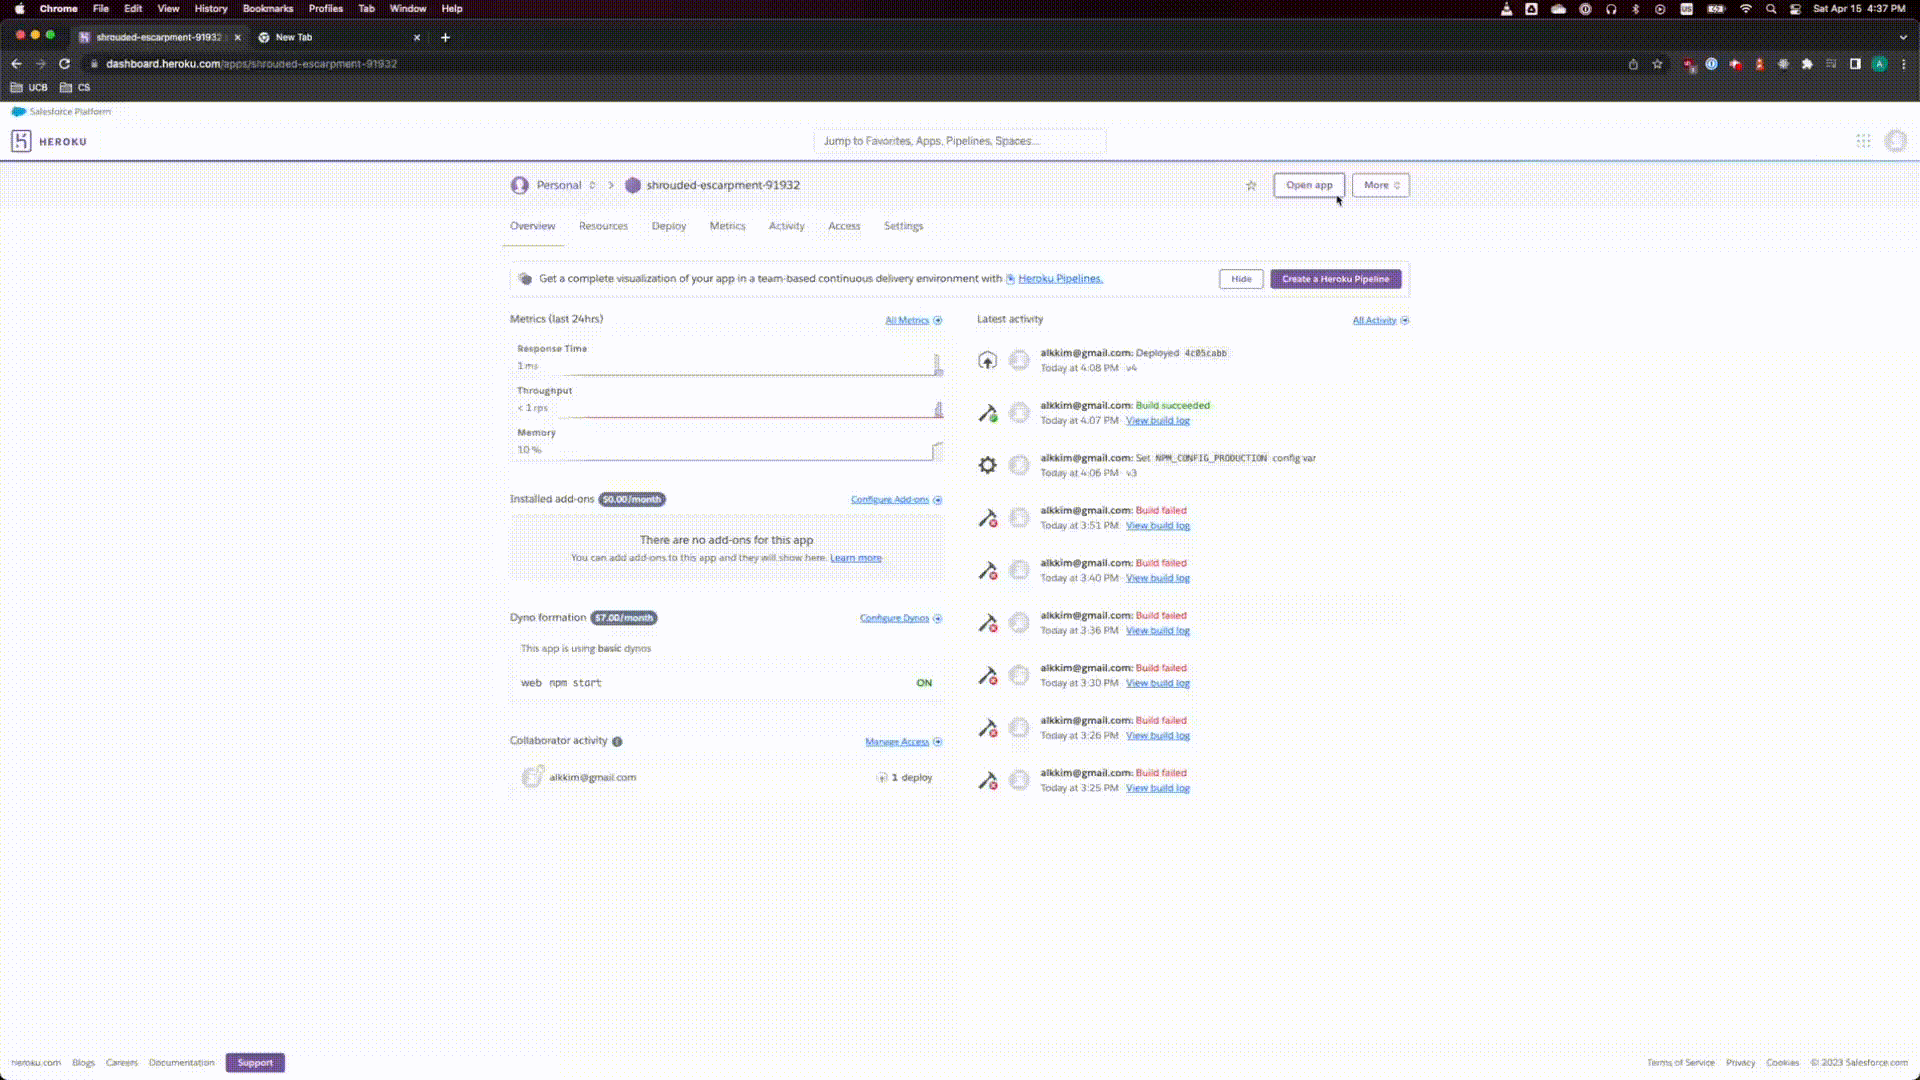 Chrome File Edit View History Bookmarks Profiles Tab Window Help
Sat Apr 15 4:37 PM
shrouded-escarpment-91932
New Tab
dashboard.heroku.com/apps/shrouded-escarpment-91932
UCB CS
Salesforce Platform
HEROKU
Jump to Favorites, Apps, Pipelines, Spaces...
Personal > shrouded-escarpment-91932
Open app More
Overview Resources Deploy Metrics Activity Access Settings
Get a complete visualization of your app in a team-based continuous delivery environment with Heroku Pipelines.
Hide Create a Heroku Pipeline
Metrics (last 24hrs) All Metrics
Response Time
1 ms
Throughput
< 1 rps
Memory
10 %
Installed add-ons $0.00/month Configure Add-ons
There are no add-ons for this app
You can add add-ons to this app and they will show here. Learn more
Dyno formation $7.00/month Configure Dynos
This app is using basic dynos
web npm start ON
Collaborator activity Manage Access
alkkim@gmail.com 1 deploy
Latest activity All Activity
alkkim@gmail.com: Deployed 4c05cabb
Today at 4:08 PM · v4
alkkim@gmail.com: Build succeeded
Today at 4:07 PM · View build log
alkkim@gmail.com: Set NPM_CONFIG_PRODUCTION config var
Today at 4:06 PM · v3
alkkim@gmail.com: Build failed
Today at 3:51 PM · View build log
alkkim@gmail.com: Build failed
Today at 3:40 PM · View build log
alkkim@gmail.com: Build failed
Today at 3:36 PM · View build log
alkkim@gmail.com: Build failed
Today at 3:30 PM · View build log
alkkim@gmail.com: Build failed
Today at 3:26 PM · View build log
alkkim@gmail.com: Build failed
Today at 3:25 PM · View build log
heroku.com Blogs Careers Documentation Support
Terms of Service Privacy Cookies © 2023 Salesforce.com